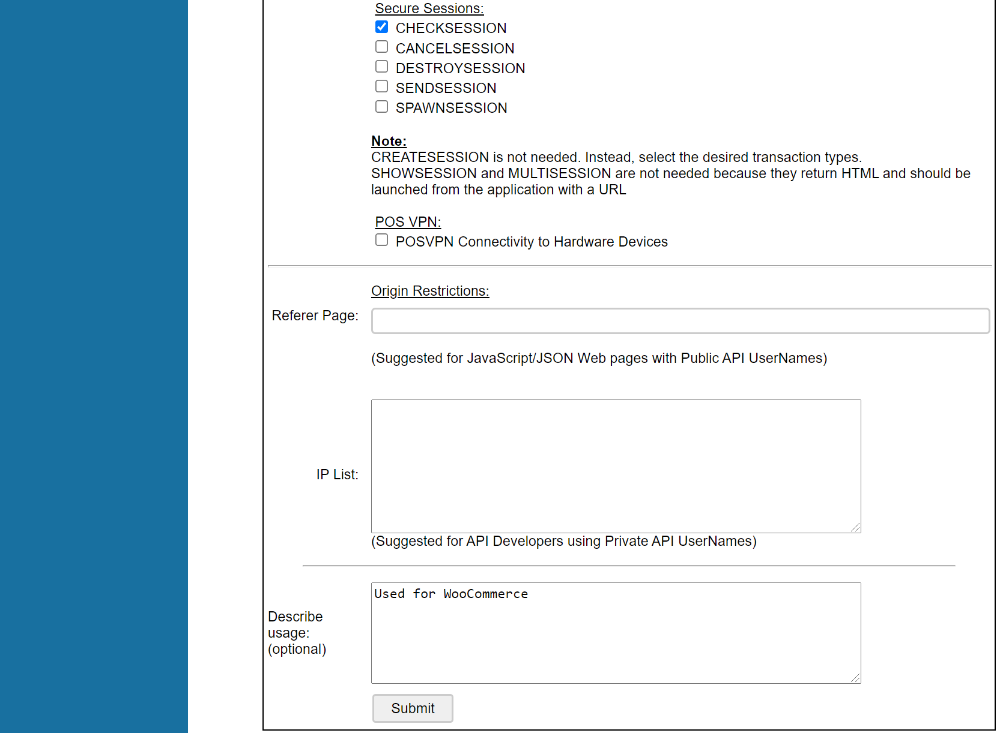 Secure Sessions:
CHECKSESSION
CANCELSESSION
DESTROYSESSION
SENDSESSION
SPAWNSESSION
Note:
CREATESESSION is not needed. Instead, select the desired transaction types.
SHOWSESSION and MULTISESSION are not needed because they return HTML and should be
launched from the application with a URL
POS VPN:
POSVPN Connectivity to Hardware Devices
Origin Restrictions:
Referer Page:
(Suggested for JavaScript/JSON Web pages with Public API UserNames)
IP List:
(Suggested for API Developers using Private API UserNames)
Used for WooCommerce
Describe
usage:
(optional)
Submit